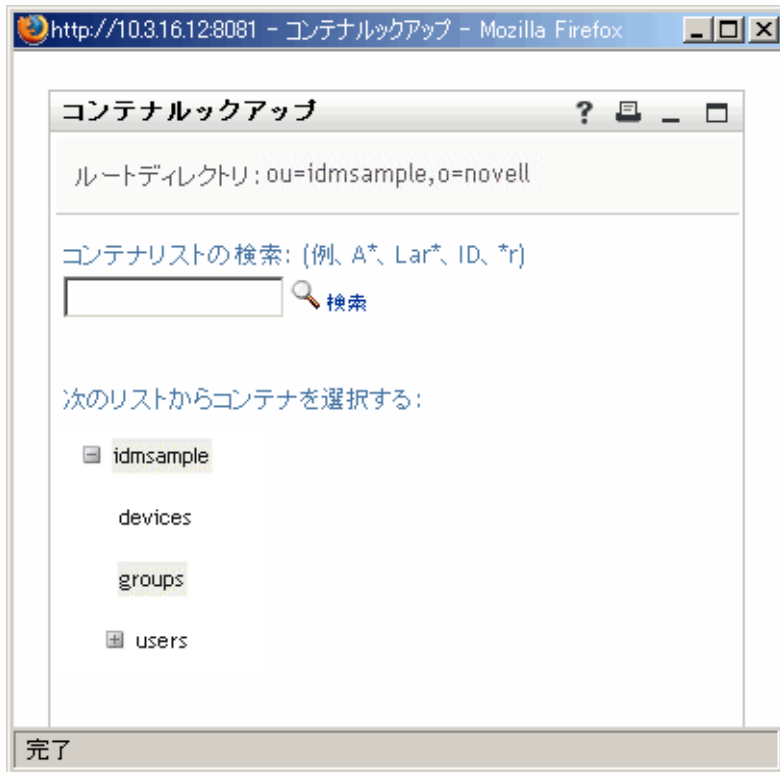 http://10.3.16.12:8081 - コンテナルックアップ - Mozilla Firefox
コンテナルックアップ ?
ルートディレクトリ: ou=idmsample,o=novell
コンテナリストの検索: (例、A*、Lar*、ID、*r)
検索
次のリストからコンテナを選択する:
idmsample
devices
groups
users
完了